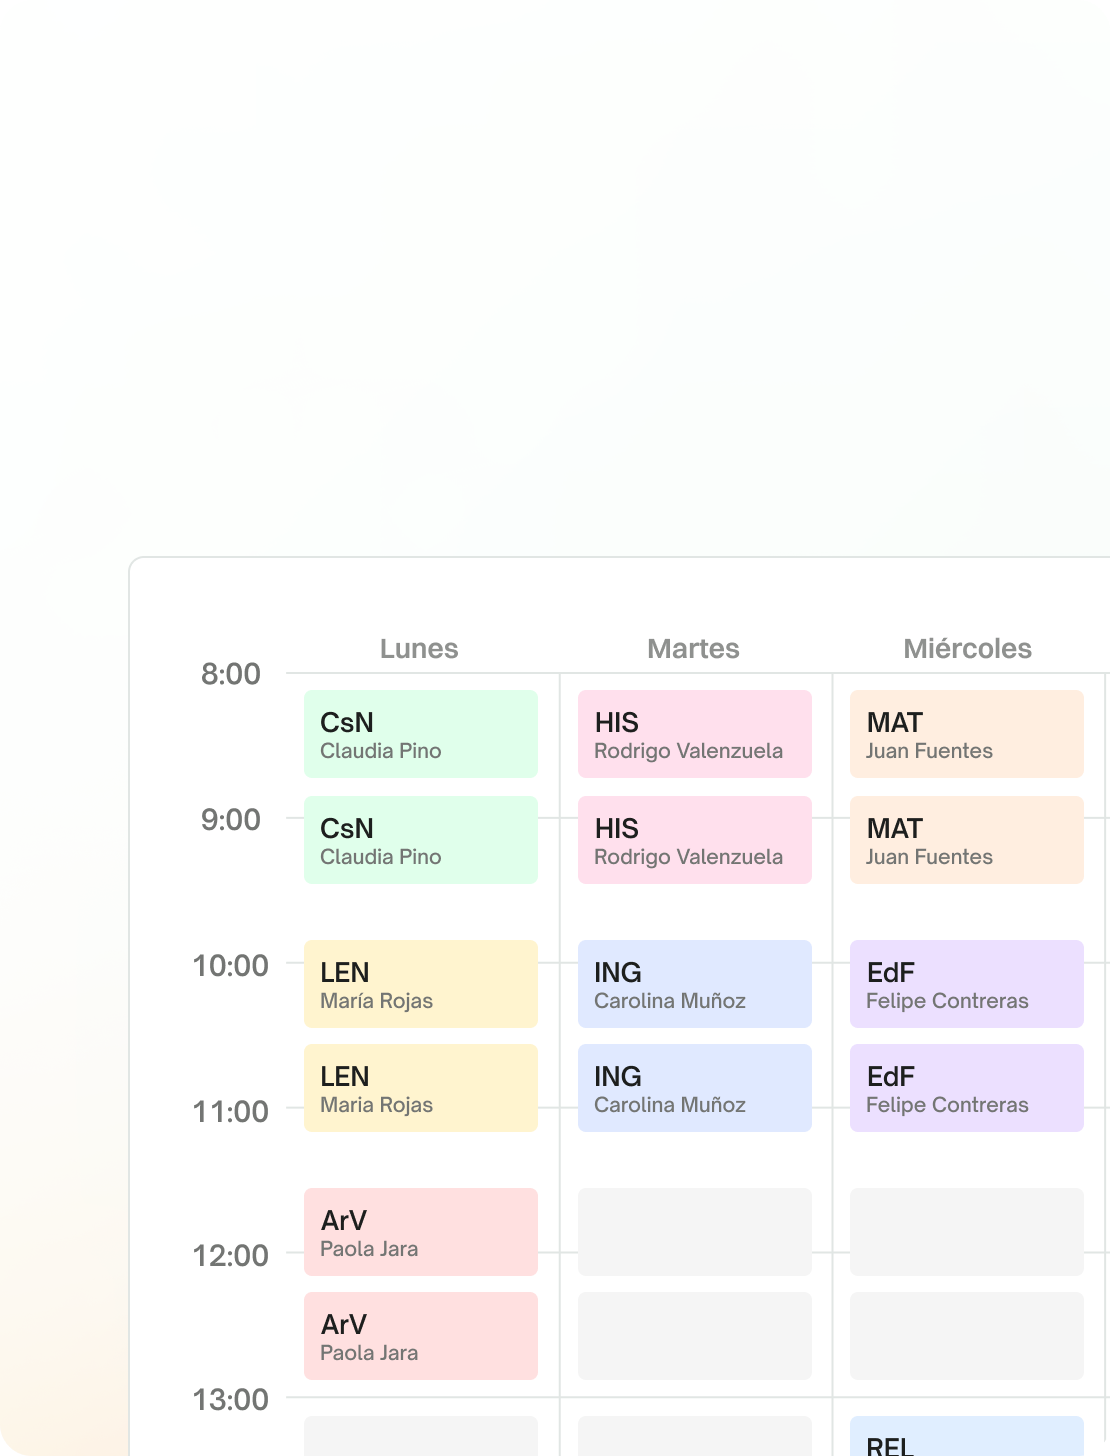 Lunes Martes Miércoles
8:00
CsN HIS MAT
Claudia Pino Rodrigo Valenzuela Juan Fuentes
9:00
CsN HIS MAT
Claudia Pino Rodrigo Valenzuela Juan Fuentes
10:00
LEN ING EdF
María Rojas Carolina Muñoz Felipe Contreras
LEN ING EdF
11:00
Maria Rojas Carolina Muñoz Felipe Contreras
ArV
12:00
Paola Jara
ArV
Paola Jara
13:00
REL